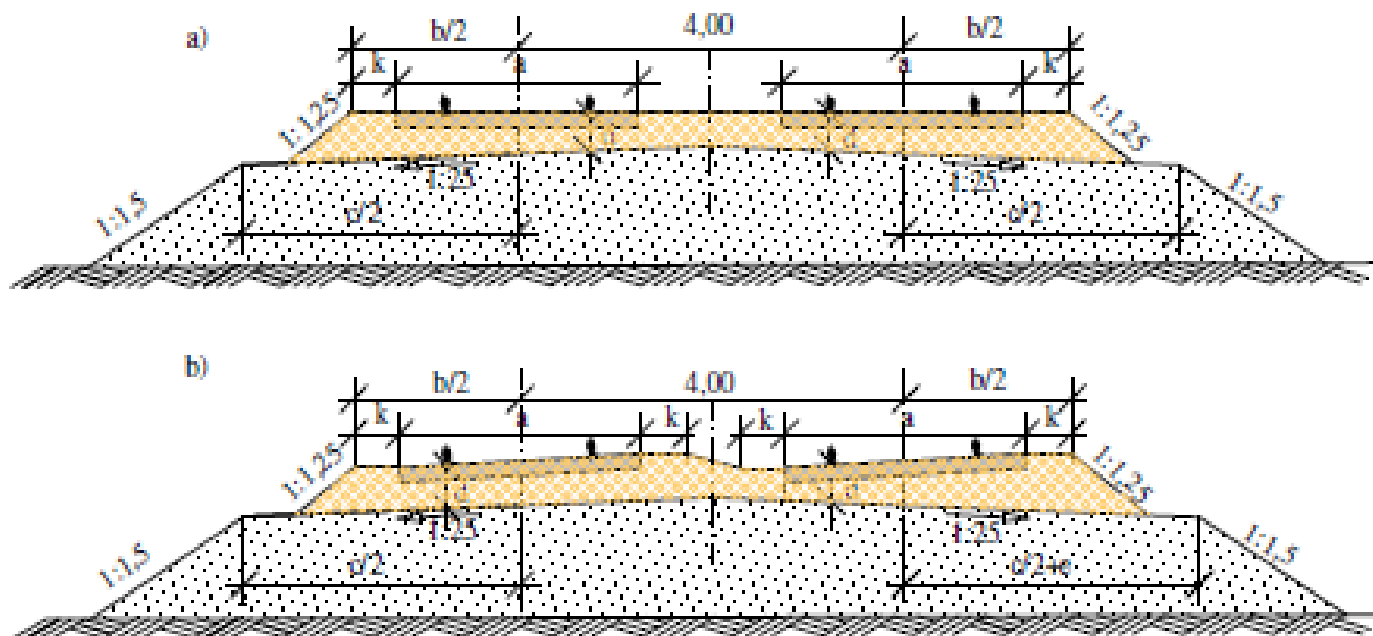 a)
b/2 4,00 b/2
k a a k
1:1,25 1:1,25
d d
1:25 1:25
1:1,5 c/2 c/2 1:1,5
b)
b/2 4,00 b/2
k a k k a k
1:1,25 1:1,25
d d
1:25 1:25
1:1,5 c/2 c/2+e 1:1,5